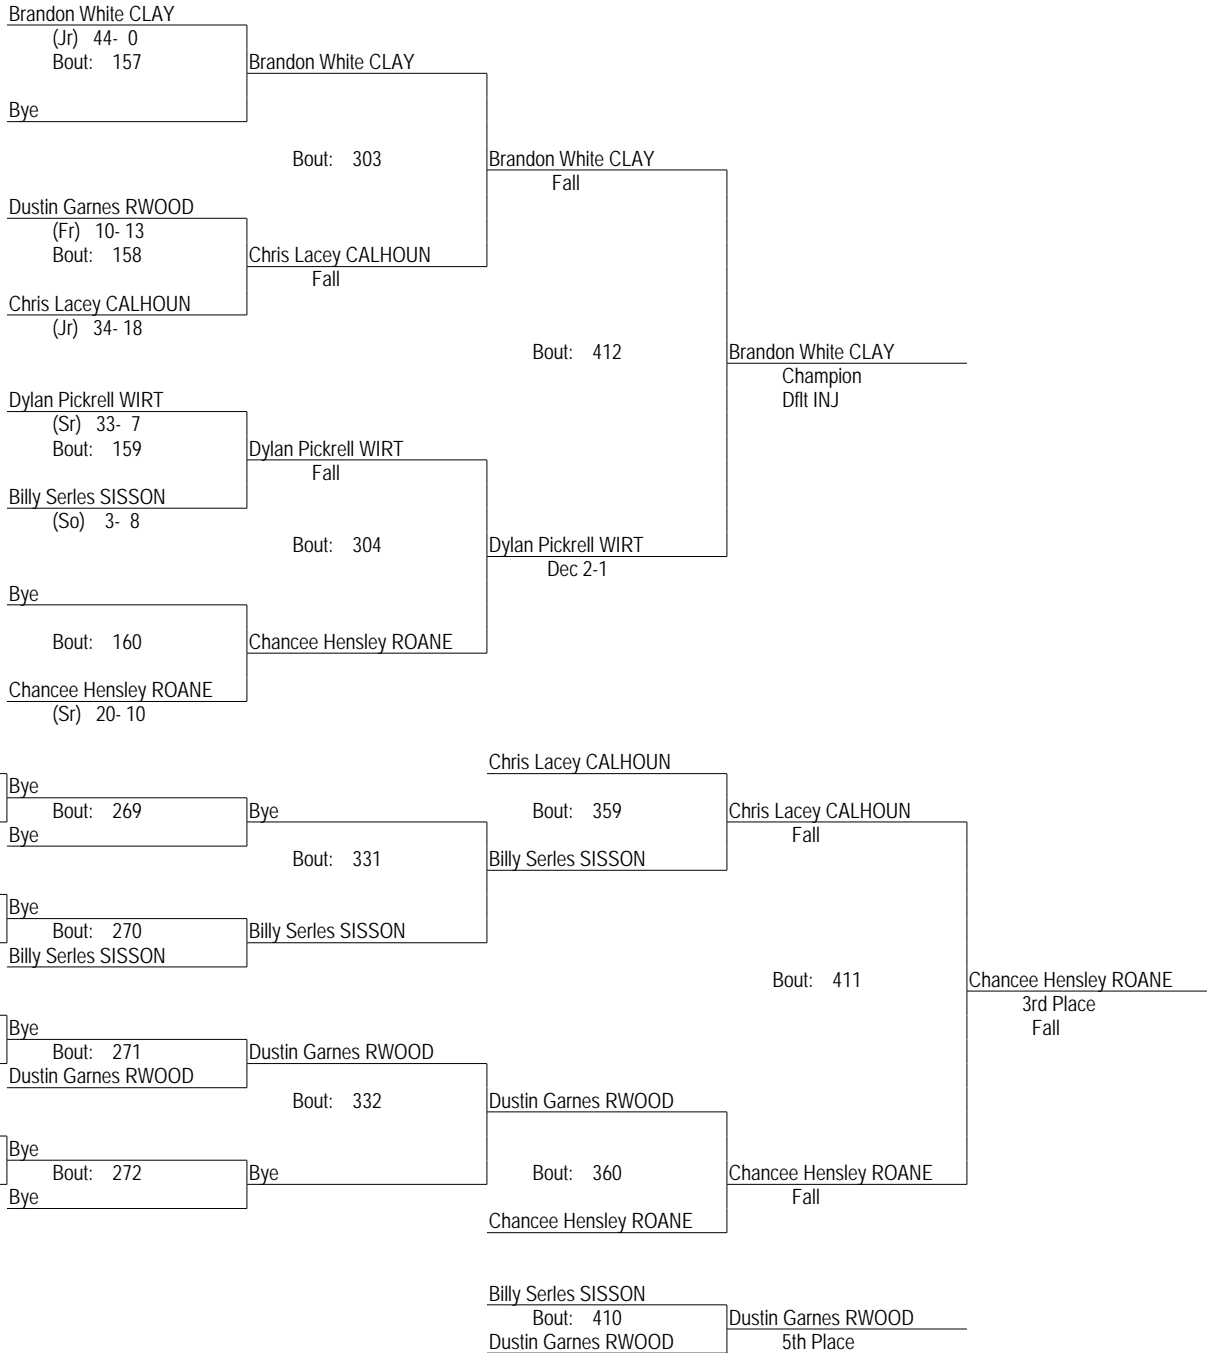 Brandon White CLAY
(Jr) 44- 0
Bout: 157
Brandon White CLAY
Bye
Bout: 303
Brandon White CLAY
Fall
Dustin Garnes RWOOD
(Fr) 10- 13
Bout: 158
Chris Lacey CALHOUN
Fall
Chris Lacey CALHOUN
(Jr) 34- 18
Bout: 412
Brandon White CLAY
Champion
Dflt INJ
Dylan Pickrell WIRT
(Sr) 33- 7
Bout: 159
Dylan Pickrell WIRT
Fall
Billy Serles SISSON
(So) 3- 8
Bout: 304
Dylan Pickrell WIRT
Dec 2-1
Bye
Bout: 160
Chancee Hensley ROANE
Chancee Hensley ROANE
(Sr) 20- 10
Chris Lacey CALHOUN
Bye
Bout: 269
Bye
Bye
Bout: 359
Chris Lacey CALHOUN
Fall
Bout: 331
Billy Serles SISSON
Bye
Bout: 270
Billy Serles SISSON
Billy Serles SISSON
Bout: 411
Chancee Hensley ROANE
3rd Place
Fall
Bye
Bout: 271
Dustin Garnes RWOOD
Dustin Garnes RWOOD
Bout: 332
Dustin Garnes RWOOD
Bye
Bout: 272
Bye
Bye
Bout: 360
Chancee Hensley ROANE
Fall
Chancee Hensley ROANE
Billy Serles SISSON
Bout: 410
Dustin Garnes RWOOD
Dustin Garnes RWOOD
5th Place